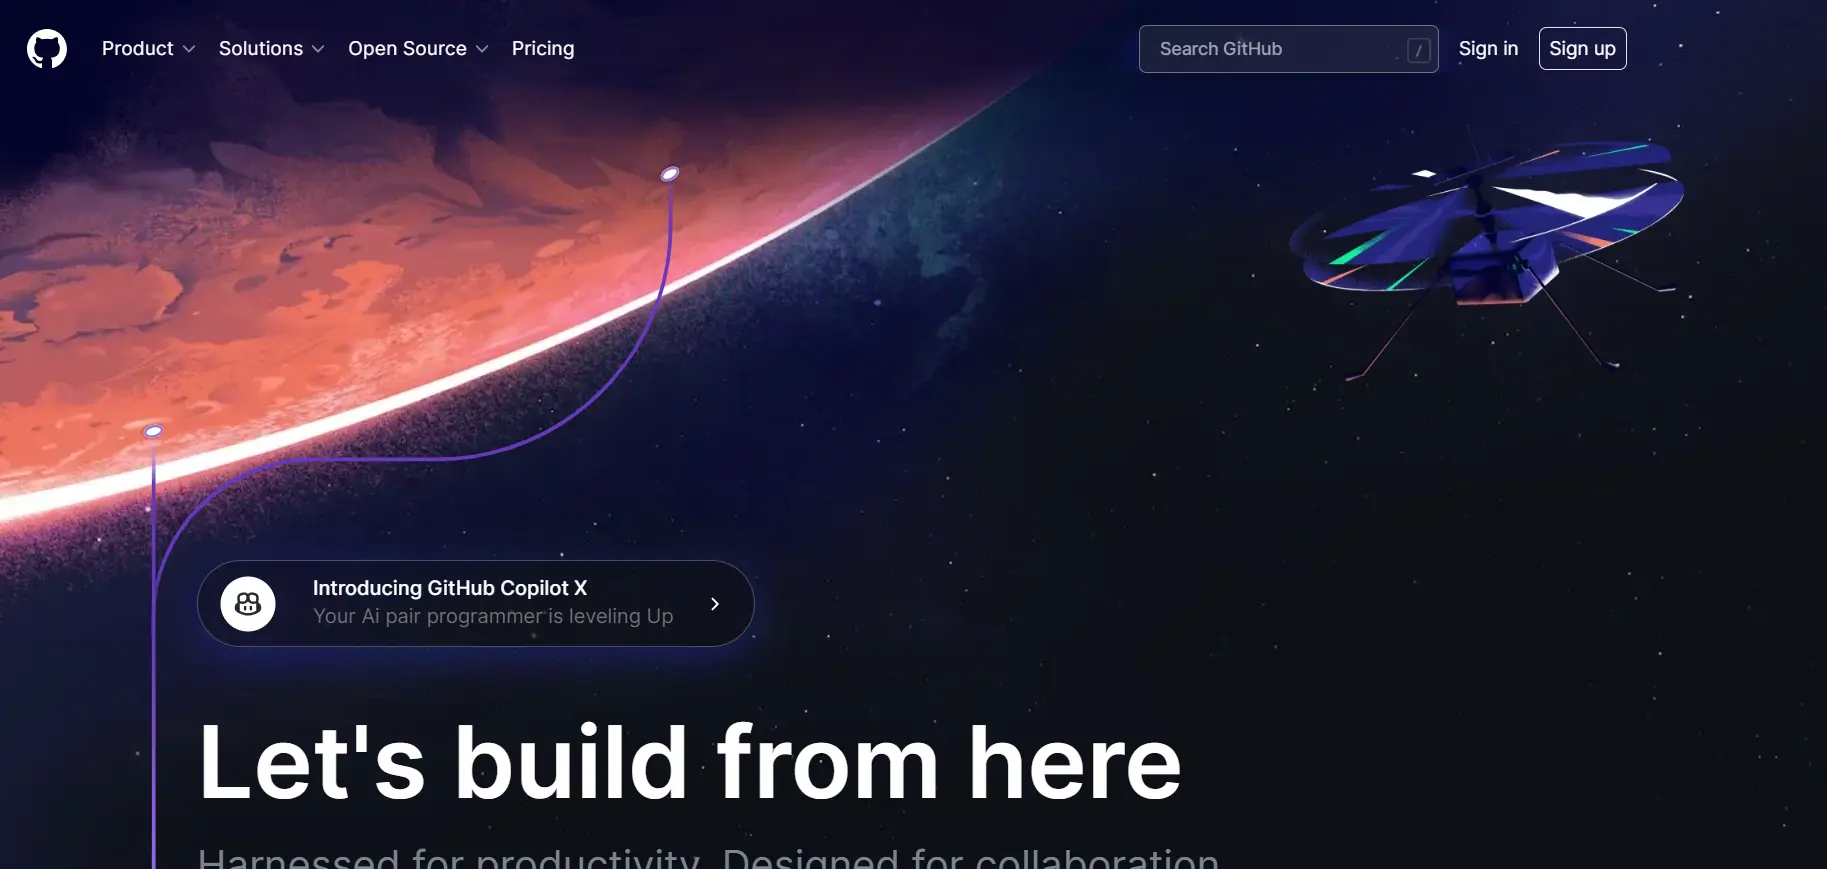 Product
Solutions
Open Source
Pricing
Search GitHub
/
Sign in
Sign up
Introducing GitHub Copilot X
Your Ai pair programmer is leveling Up
Let's build from here
Harnessed for productivity. Designed for collaboration.